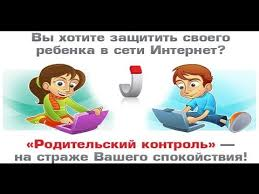 Вы хотите защитить своего
ребенка в сети Интернет?
«Родительский контроль» —
на страже Вашего спокойствия!